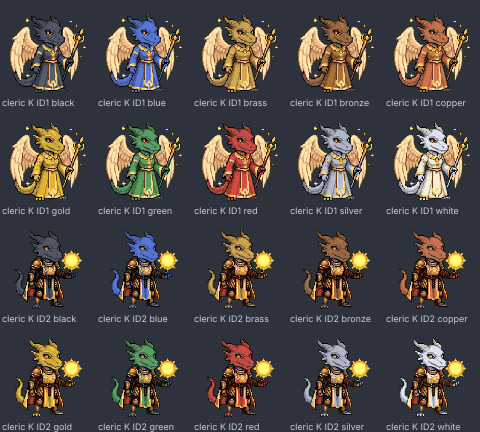 cleric K ID1 black
cleric K ID1 blue
cleric K ID1 brass
cleric K ID1 bronze
cleric K ID1 copper
cleric K ID1 gold
cleric K ID1 green
cleric K ID1 red
cleric K ID1 silver
cleric K ID1 white
cleric K ID2 black
cleric K ID2 blue
cleric K ID2 brass
cleric K ID2 bronze
cleric K ID2 copper
cleric K ID2 gold
cleric K ID2 green
cleric K ID2 red
cleric K ID2 silver
cleric K ID2 white